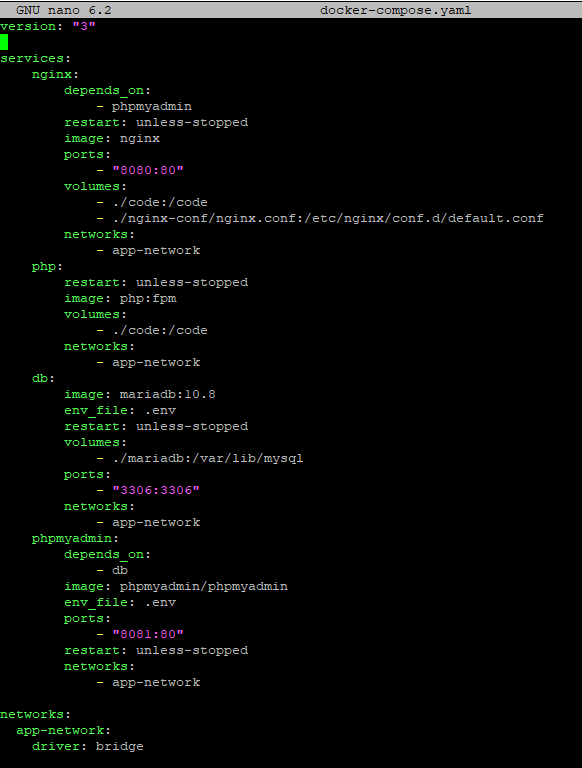 GNU nano 6.2 docker-compose.yaml
version: "3"
services:
nginx:
depends_on:
- phpmyadmin
restart: unless-stopped
image: nginx
ports:
- "8080:80"
volumes:
- ./code:/code
- ./nginx-conf/nginx.conf:/etc/nginx/conf.d/default.conf
networks:
- app-network
php:
restart: unless-stopped
image: php:fpm
volumes:
- ./code:/code
networks:
- app-network
db:
image: mariadb:10.8
env_file: .env
restart: unless-stopped
volumes:
- ./mariadb:/var/lib/mysql
ports:
- "3306:3306"
networks:
- app-network
phpmyadmin:
depends_on:
- db
image: phpmyadmin/phpmyadmin
env_file: .env
ports:
- "8081:80"
restart: unless-stopped
networks:
- app-network
networks:
app-network:
driver: bridge